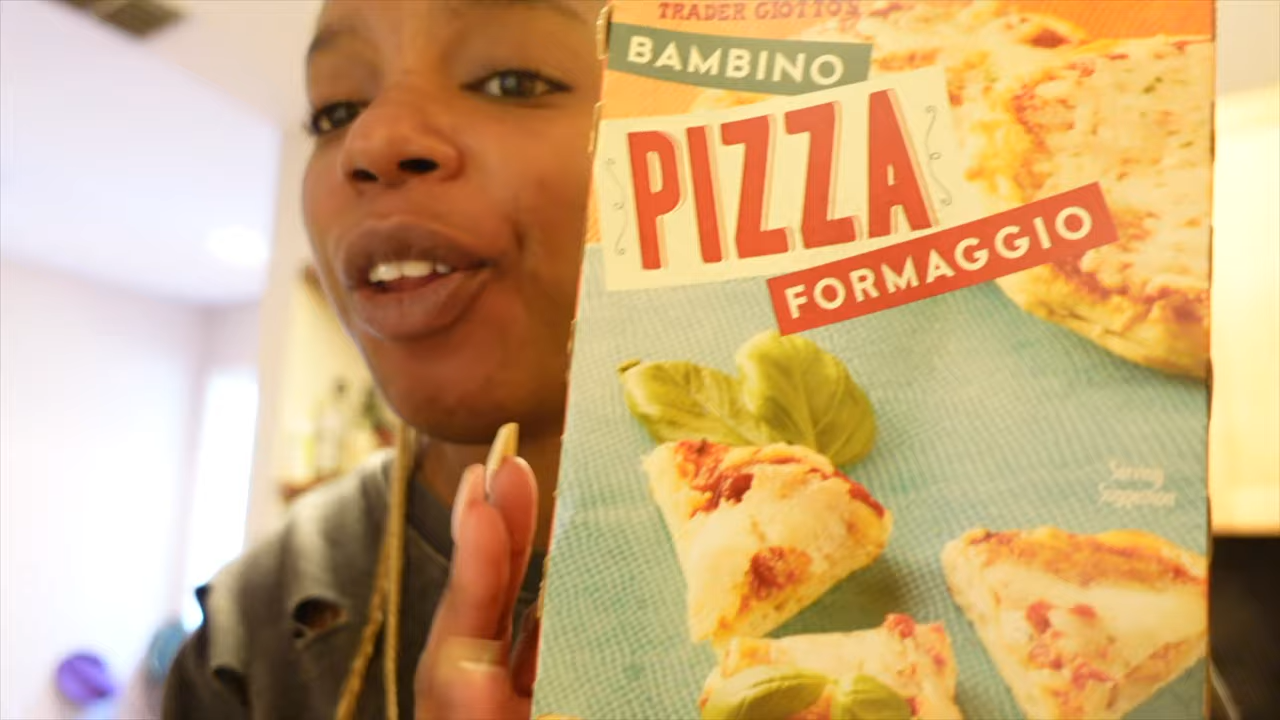 TRADER GIOTTO'S
BAMBINO
PIZZA
FORMAGGIO
Serving
Suggestion